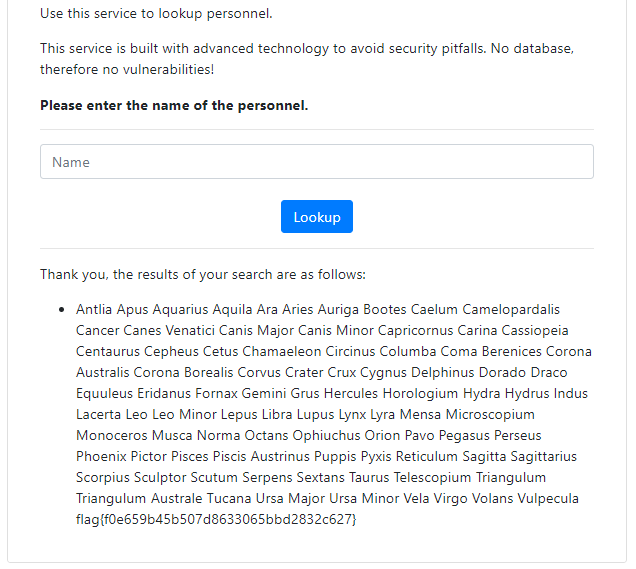 Use this service to lookup personnel.
This service is built with advanced technology to avoid security pitfalls. No database,
therefore no vulnerabilities!
Please enter the name of the personnel.
Name
Lookup
Thank you, the results of your search are as follows:
• Antlia Apus Aquarius Aquila Ara Aries Auriga Bootes Caelum Camelopardalis
Cancer Canes Venatici Canis Major Canis Minor Capricornus Carina Cassiopeia
Centaurus Cepheus Cetus Chamaeleon Circinus Columba Coma Berenices Corona
Australis Corona Borealis Corvus Crater Crux Cygnus Delphinus Dorado Draco
Equuleus Eridanus Fornax Gemini Grus Hercules Horologium Hydra Hydrus Indus
Lacerta Leo Leo Minor Lepus Libra Lupus Lynx Lyra Mensa Microscopium
Monoceros Musca Norma Octans Ophiuchus Orion Pavo Pegasus Perseus
Phoenix Pictor Pisces Piscis Austrinus Puppis Pyxis Reticulum Sagitta Sagittarius
Scorpius Sculptor Scutum Serpens Sextans Taurus Telescopium Triangulum
Triangulum Australe Tucana Ursa Major Ursa Minor Vela Virgo Volans Vulpecula
flag{f0e659b45b507d8633065bbd2832c627}